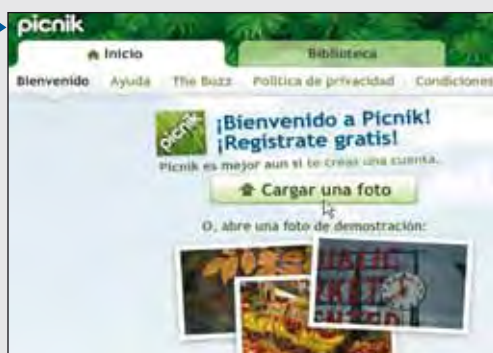 picnik
Inicio Biblioteca
Bienvenido Ayuda The Buzz Política de privacidad Condiciones
picnik
¡Bienvenido a Picnik!
¡Regístrate gratis!
Picnik es mejor aun si te creas una cuenta.
Cargar una foto
O, abre una foto de demostración: